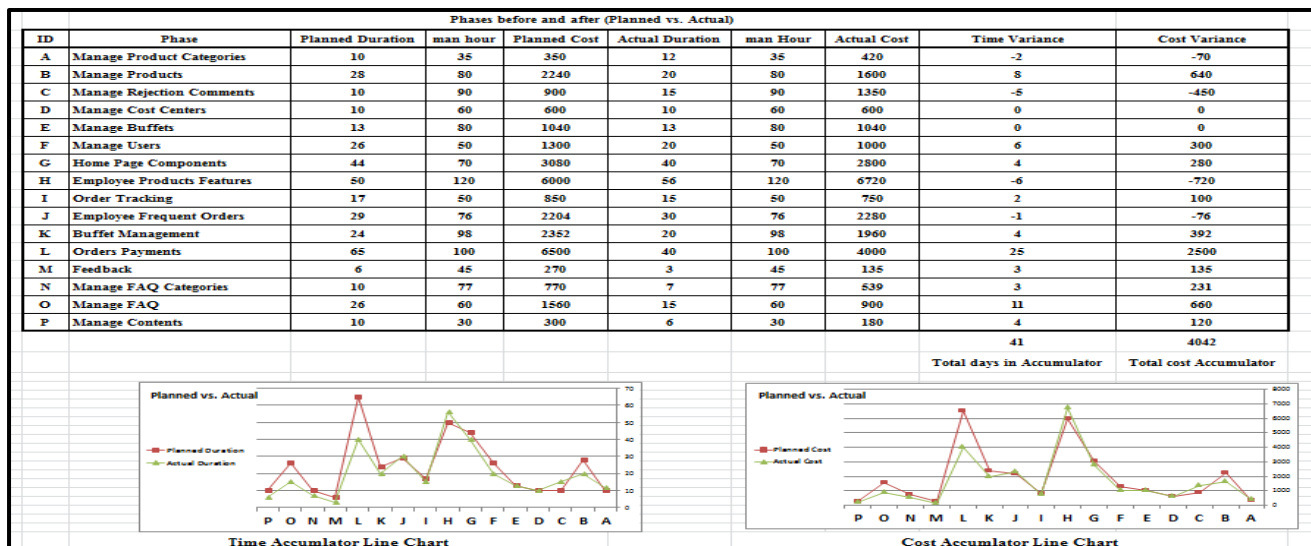 Phases before and after (Planned vs. Actual)
ID Phase Planned Duration man hour Planned Cost Actual Duration man Hour Actual Cost Time Variance Cost Variance
A Manage Product Categories 10 35 350 12 35 420 -2 -70
B Manage Products 28 80 2240 20 80 1600 8 640
C Manage Rejection Comments 10 90 900 15 90 1350 -5 -450
D Manage Cost Centers 10 60 600 10 60 600 0 0
E Manage Buffets 13 80 1040 13 80 1040 0 0
F Manage Users 26 50 1300 20 50 1000 6 300
G Home Page Components 44 70 3080 40 70 2800 4 280
H Employee Products Features 50 120 6000 56 120 6720 -6 -720
I Order Tracking 17 50 850 15 50 750 2 100
J Employee Frequent Orders 29 76 2204 30 76 2280 -1 -76
K Buffet Management 24 98 2352 20 98 1960 4 392
L Orders Payments 65 100 6500 40 100 4000 25 2500
M Feedback 6 45 270 3 45 135 3 135
N Manage FAQ Categories 10 77 770 7 77 539 3 231
O Manage FAQ 26 60 1560 15 60 900 11 660
P Manage Contents 10 30 300 6 30 180 4 120
41 4042
Total days in Accumulator Total cost Accumulator
Planned vs. Actual
Planned Duration
Actual Duration
70
60
50
40
30
20
10
0
P O N M L K J I H G F E D C B A
Time Accumlator Line Chart
Planned vs. Actual
Planned Cost
Actual Cost
8000
7000
6000
5000
4000
3000
2000
1000
0
P O N M L K J I H G F E D C B A
Cost Accumlator Line Chart